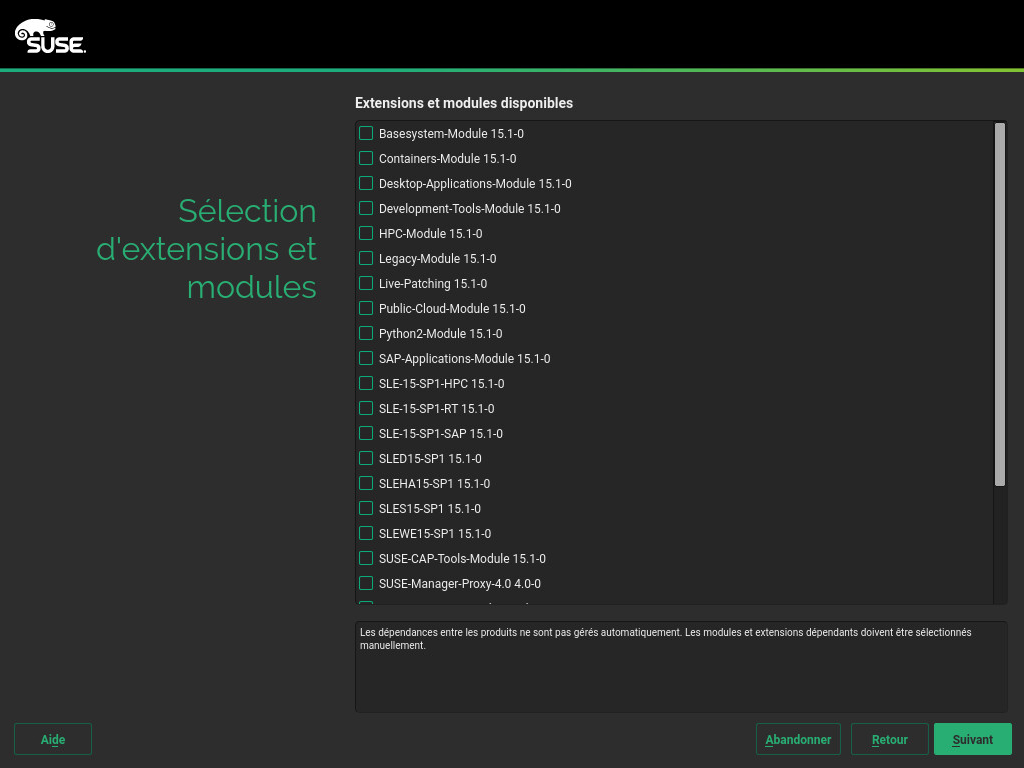 SUSE.
Extensions et modules disponibles
Sélection
d'extensions et
modules
Basesystem-Module 15.1-0
Containers-Module 15.1-0
Desktop-Applications-Module 15.1-0
Development-Tools-Module 15.1-0
HPC-Module 15.1-0
Legacy-Module 15.1-0
Live-Patching 15.1-0
Public-Cloud-Module 15.1-0
Python2-Module 15.1-0
SAP-Applications-Module 15.1-0
SLE-15-SP1-HPC 15.1-0
SLE-15-SP1-RT 15.1-0
SLE-15-SP1-SAP 15.1-0
SLED15-SP1 15.1-0
SLEHA15-SP1 15.1-0
SLES15-SP1 15.1-0
SLEWE15-SP1 15.1-0
SUSE-CAP-Tools-Module 15.1-0
SUSE-Manager-Proxy-4.0 4.0-0
Les dépendances entre les produits ne sont pas gérés automatiquement. Les modules et extensions dépendants doivent être sélectionnés
manuellement.
Aide
Abandonner
Retour
Suivant